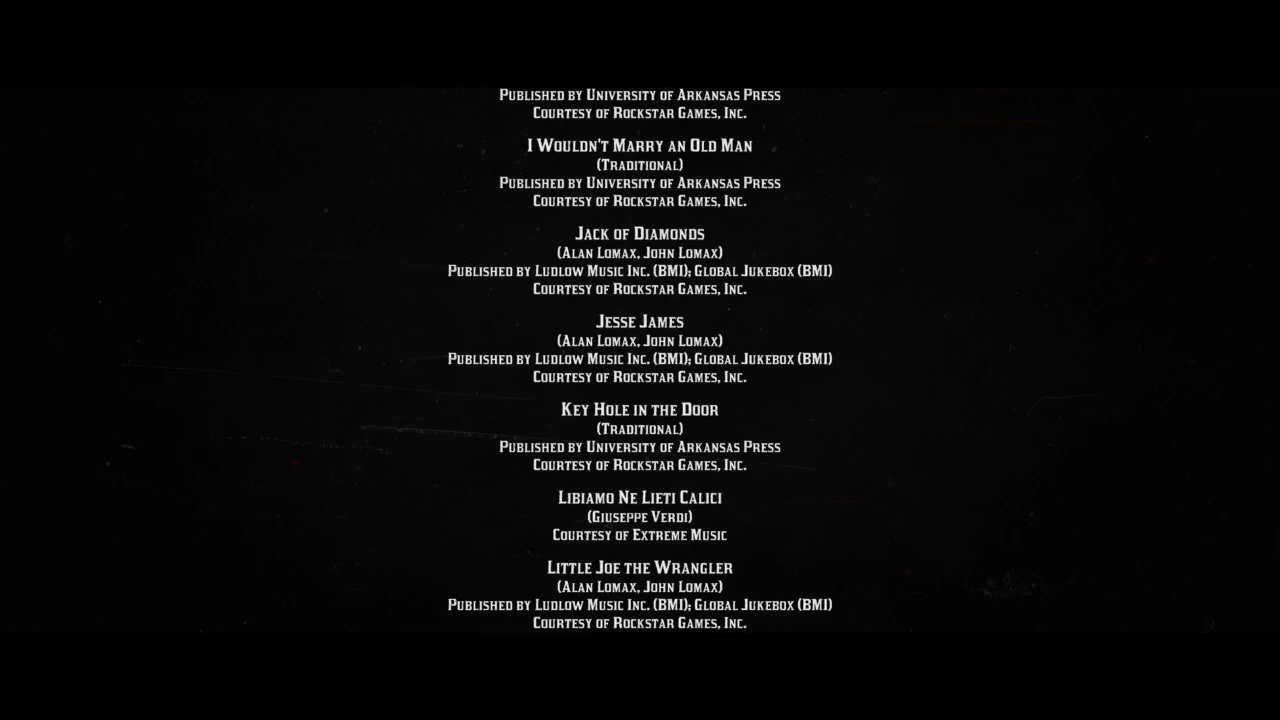 Published by University of Arkansas Press
Courtesy of Rockstar Games, Inc.
I Wouldn't Marry an Old Man
(Traditional)
Published by University of Arkansas Press
Courtesy of Rockstar Games, Inc.
Jack of Diamonds
(Alan Lomax, John Lomax)
Published by Ludlow Music Inc. (BMI); Global Jukebox (BMI)
Courtesy of Rockstar Games, Inc.
Jesse James
(Alan Lomax, John Lomax)
Published by Ludlow Music Inc. (BMI); Global Jukebox (BMI)
Courtesy of Rockstar Games, Inc.
Key Hole in the Door
(Traditional)
Published by University of Arkansas Press
Courtesy of Rockstar Games, Inc.
Libiamo Ne Lieti Calici
(Giuseppe Verdi)
Courtesy of Extreme Music
Little Joe the Wrangler
(Alan Lomax, John Lomax)
Published by Ludlow Music Inc. (BMI); Global Jukebox (BMI)
Courtesy of Rockstar Games, Inc.